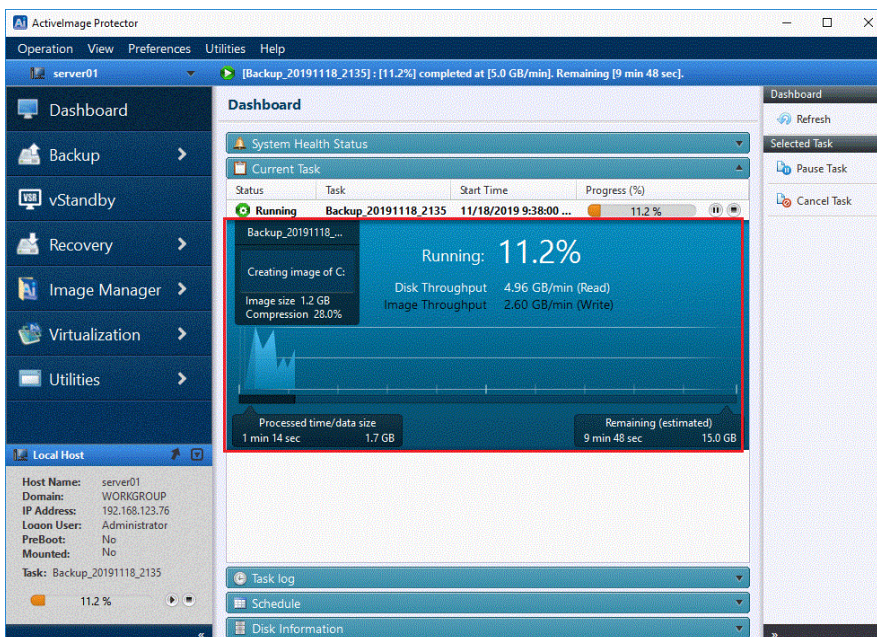 Ai ActiveImage Protector
Operation View Preferences Utilities Help
server01
[Backup_20191118_2135] : [11.2%] completed at [5.0 GB/min]. Remaining [9 min 48 sec].
Dashboard
Backup
VSB vStandby
Recovery
Ai Image Manager
Virtualization
Utilities
Local Host
Host Name: server01
Domain: WORKGROUP
IP Address: 192.168.123.76
Logon User: Administrator
PreBoot: No
Mounted: No
Task: Backup_20191118_2135
11.2 %
Dashboard
System Health Status
Current Task
Status Task Start Time Progress (%)
Running Backup_20191118_2135 11/18/2019 9:38:00 ... 11.2 %
Backup_20191118_...
Creating image of C:
Image size 1.2 GB
Compression 28.0%
Running: 11.2%
Disk Throughput 4.96 GB/min (Read)
Image Throughput 2.60 GB/min (Write)
Processed time/data size
1 min 14 sec 1.7 GB
Remaining (estimated)
9 min 48 sec 15.0 GB
Task log
Schedule
Disk Information
Dashboard
Refresh
Selected Task
Pause Task
Cancel Task